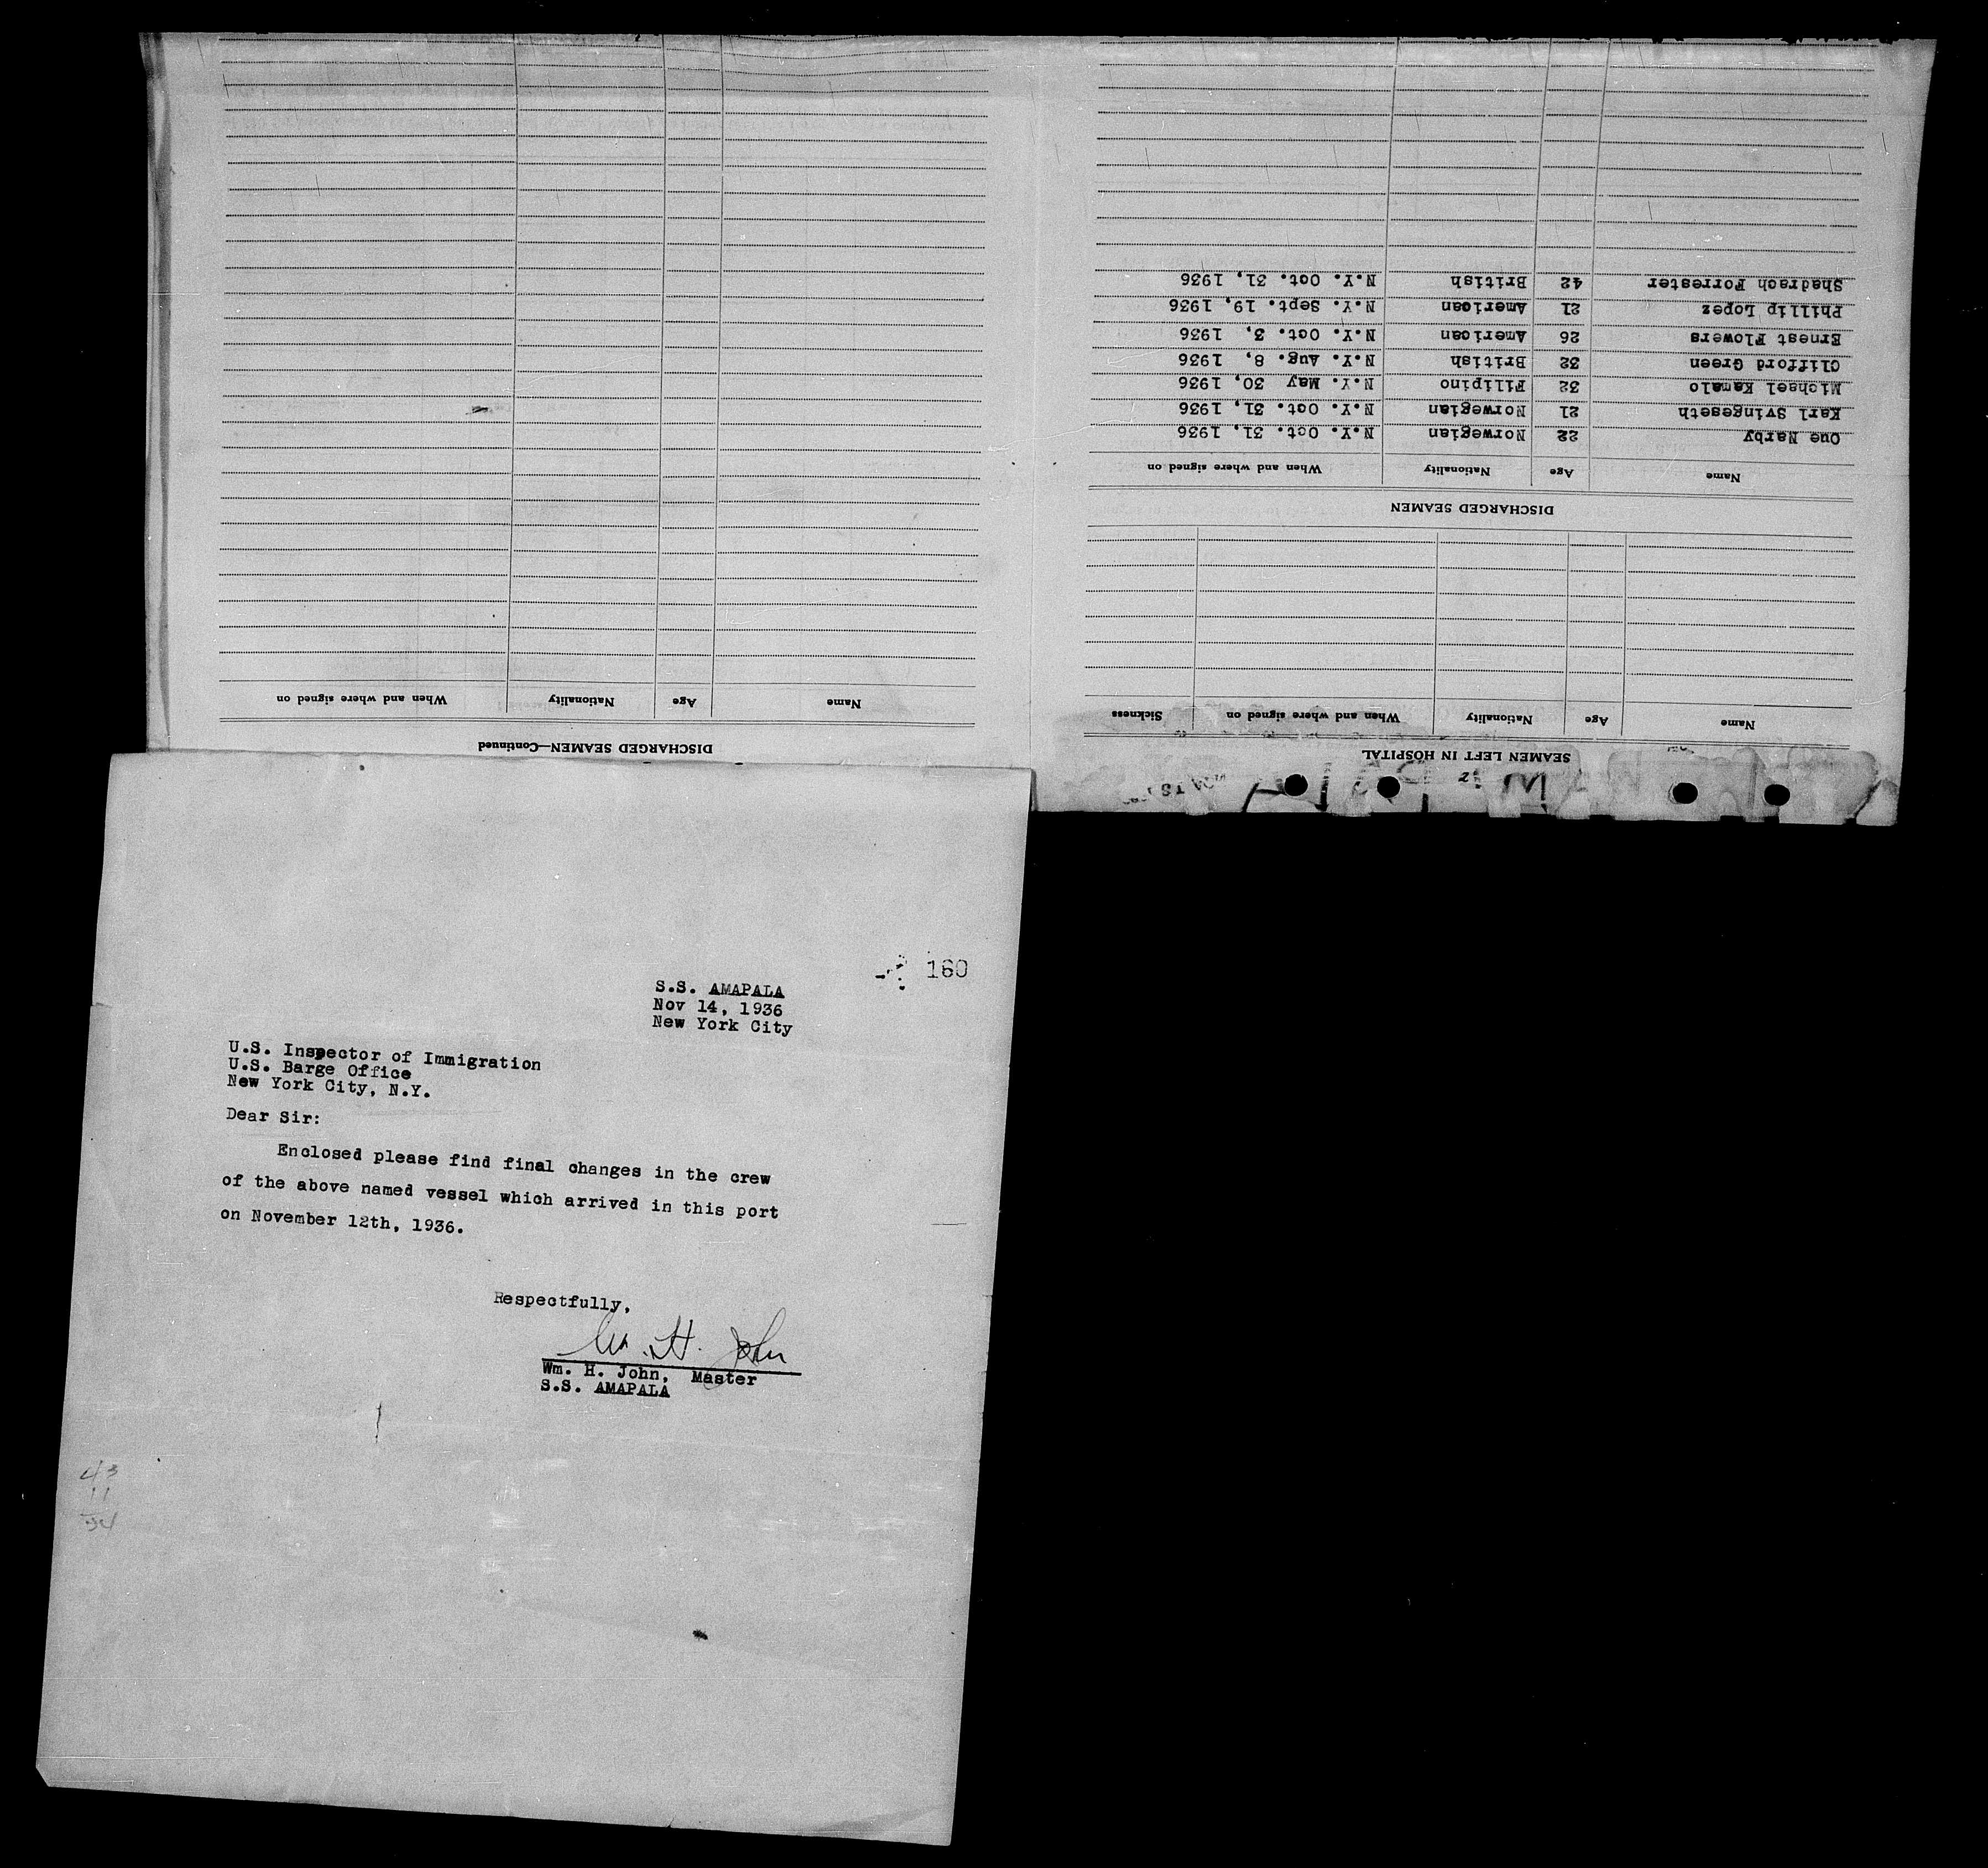 SEAMEN LEFT IN HOSPITAL
Name Age Nationality When and where signed on Sickness
DISCHARGED SEAMEN
Name Age Nationality When and where signed on
Oue Narby 22 Norwegian N.Y. Oct. 31, 1936
Karl Svingeseth 21 Norwegian N.Y. Oct. 31, 1936
Micheel Kamalo 32 Filipino N.Y. May 30, 1936
Clifford Green 32 British N.Y. Aug. 8, 1936
Ernest Flowers 26 American N.Y. Oct. 3, 1936
Phillip Lopez 21 American N.Y. Sept. 19, 1936
Shadrach Forrester 42 British N.Y. Oct. 31, 1936
DISCHARGED SEAMEN—Continued
Name Age Nationality When and where signed on
160
S.S. AMAPALA
Nov 14, 1936
New York City
U.S. Inspector of Immigration
U.S. Barge Office
New York City, N.Y.
Dear Sir:
Enclosed please find final changes in the crew
of the above named vessel which arrived in this port
on November 12th, 1936.
Respectfully,
W. H. John
Wm. H. John, Master
S.S. AMAPALA
43
11
54